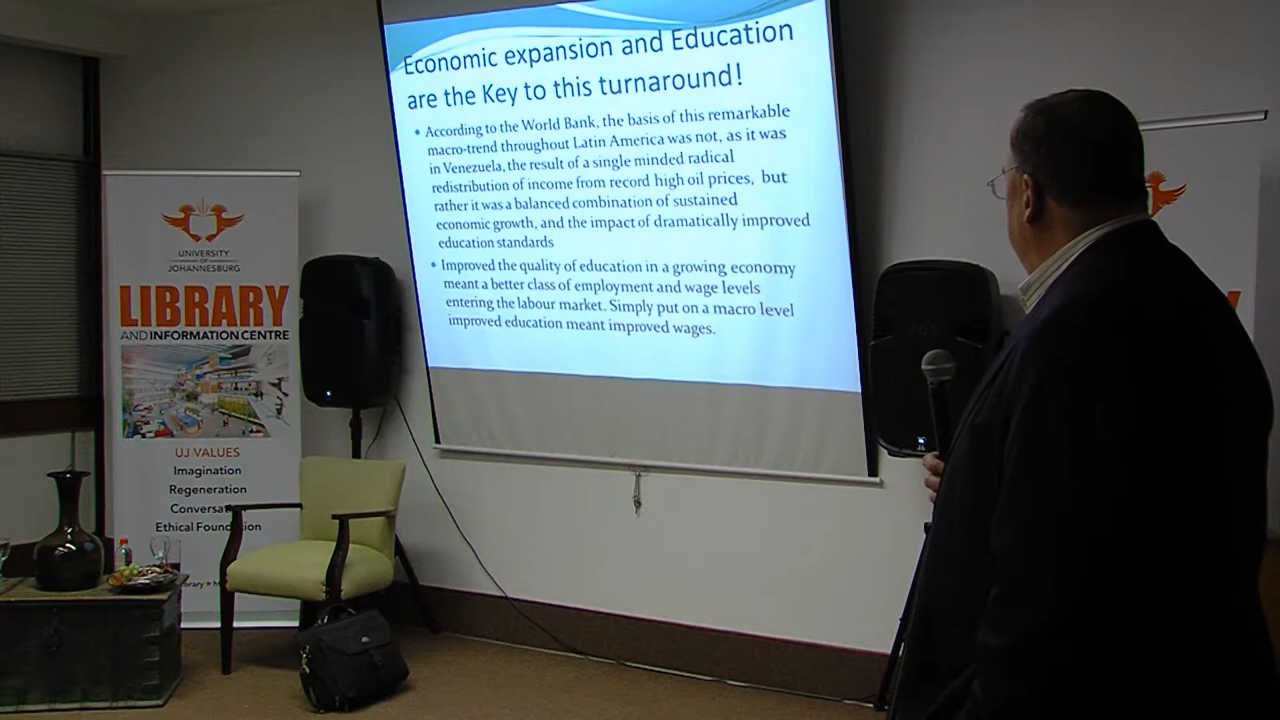 Economic expansion and Education
are the Key to this turnaround!
• According to the World Bank, the basis of this remarkable
macro-trend throughout Latin America was not, as it was
in Venezuela, the result of a single minded radical
redistribution of income from record high oil prices, but
rather it was a balanced combination of sustained
economic growth, and the impact of dramatically improved
education standards
• Improved the quality of education in a growing economy
meant a better class of employment and wage levels
entering the labour market. Simply put on a macro level
improved education meant improved wages.
UNIVERSITY
OF
JOHANNESBURG
LIBRARY
AND INFORMATION CENTRE
UJ VALUES
Imagination
Regeneration
Ethical